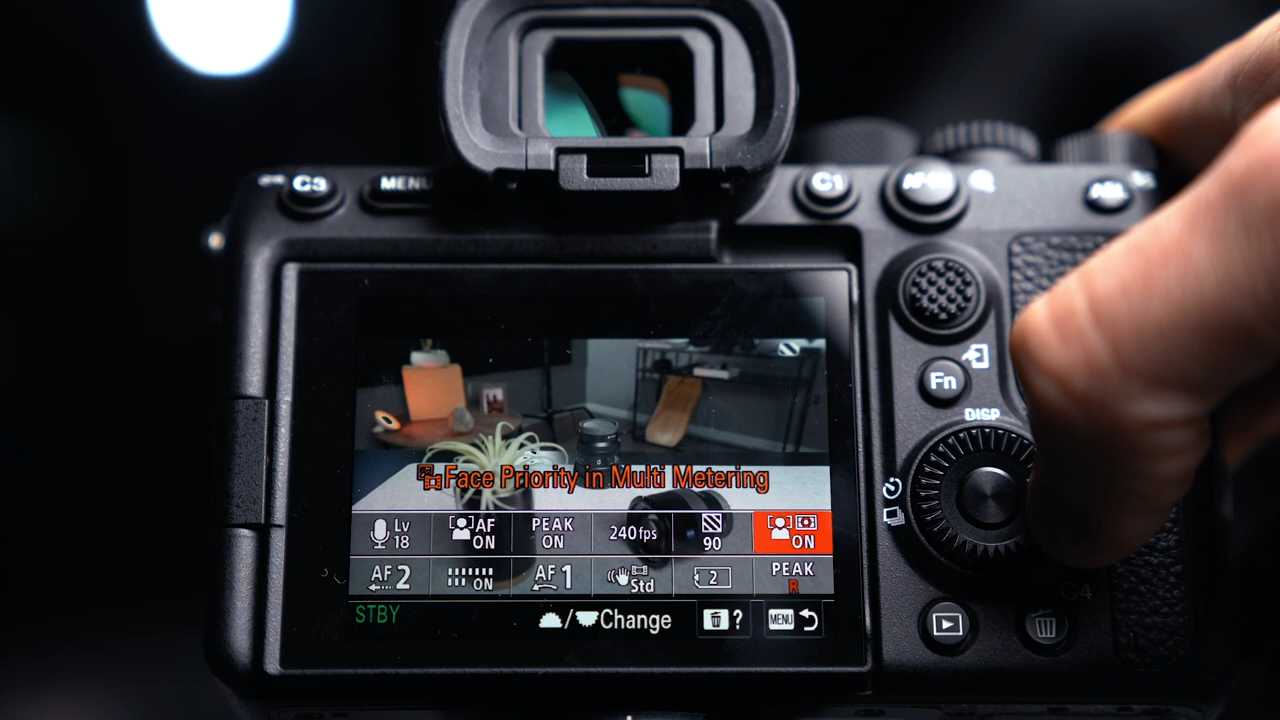 C3
MENU
C1
AF-ON
AEL
Fn
DISP
Face Priority in Multi Metering
Lv 18
AF ON
PEAK ON
240fps
90
ON
AF 2
ON
AF 1
Std
2
PEAK R
STBY
/ Change
?
MENU
C4